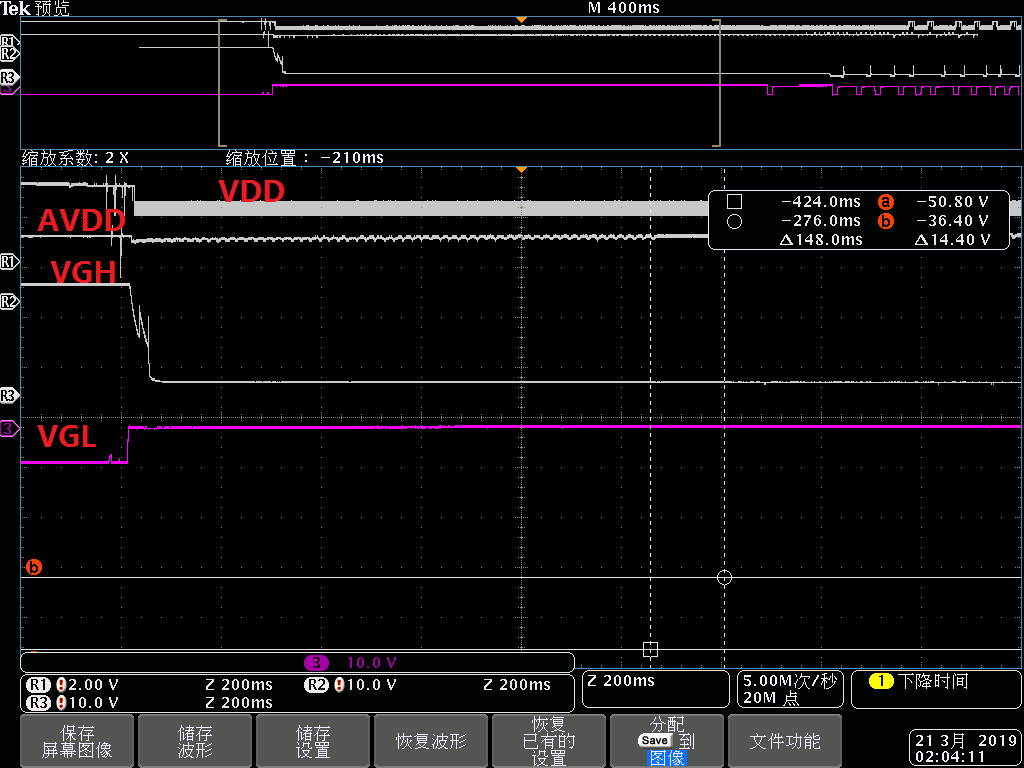 Tek 预览
M 400ms
R1
R2
R3
3
缩放系数: 2 X
缩放位置: -210ms
VDD
-424.0ms a -50.80 V
-276.0ms b -36.40 V
Δ148.0ms Δ14.40 V
AVDD
R1
VGH
R2
R3
3
VGL
b
3 10.0 V
R1 2.00 V Z 200ms R2 10.0 V Z 200ms
R3 10.0 V Z 200ms
Z 200ms
5.00M次/秒
20M 点
1 下降时间
保存
屏幕图像
储存
波形
储存
设置
恢复波形
恢复
已有的
设置
分配
Save 到
图像
文件功能
21 3月 2019
02:04:11